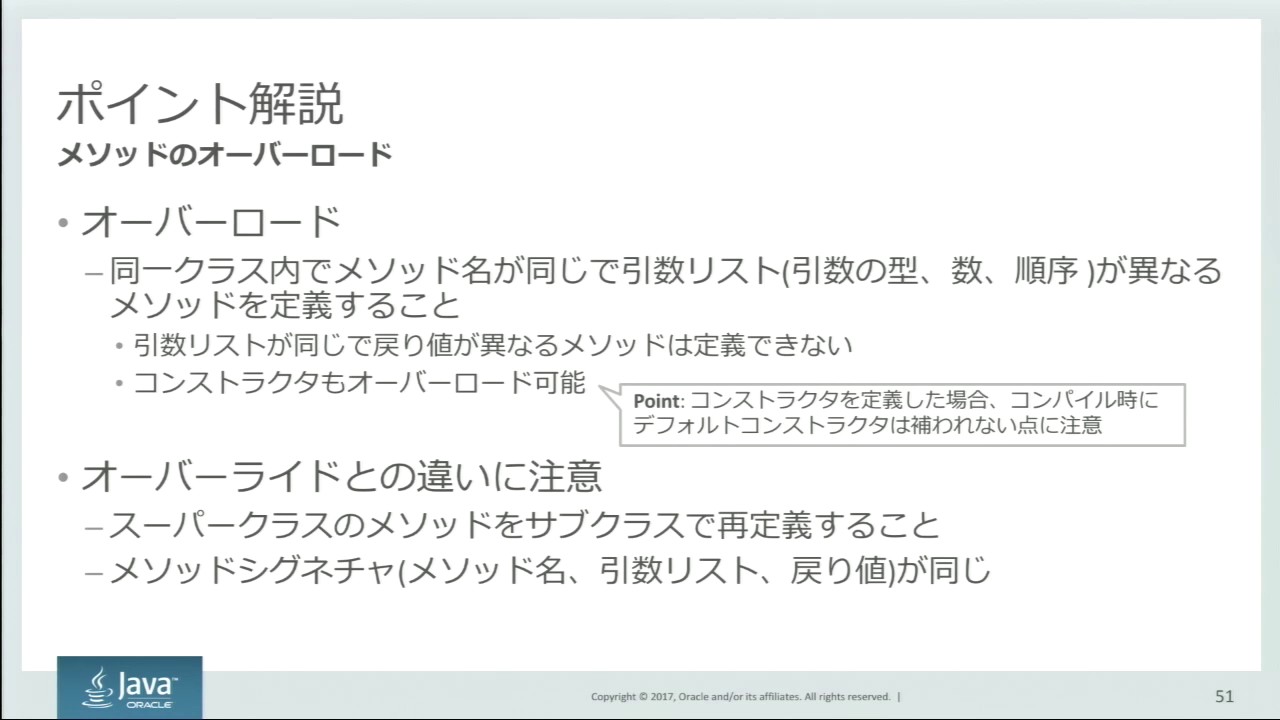 ポイント解説
メソッドのオーバーロード
• オーバーロード
– 同一クラス内でメソッド名が同じで引数リスト(引数の型、数、順序 )が異なる
メソッドを定義すること
• 引数リストが同じで戻り値が異なるメソッドは定義できない
• コンストラクタもオーバーロード可能
Point: コンストラクタを定義した場合、コンパイル時に
デフォルトコンストラクタは補われない点に注意
• オーバーライドとの違いに注意
– スーパークラスのメソッドをサブクラスで再定義すること
– メソッドシグネチャ(メソッド名、引数リスト、戻り値)が同じ
Java™
ORACLE
Copyright © 2017, Oracle and/or its affiliates. All rights reserved. |
51